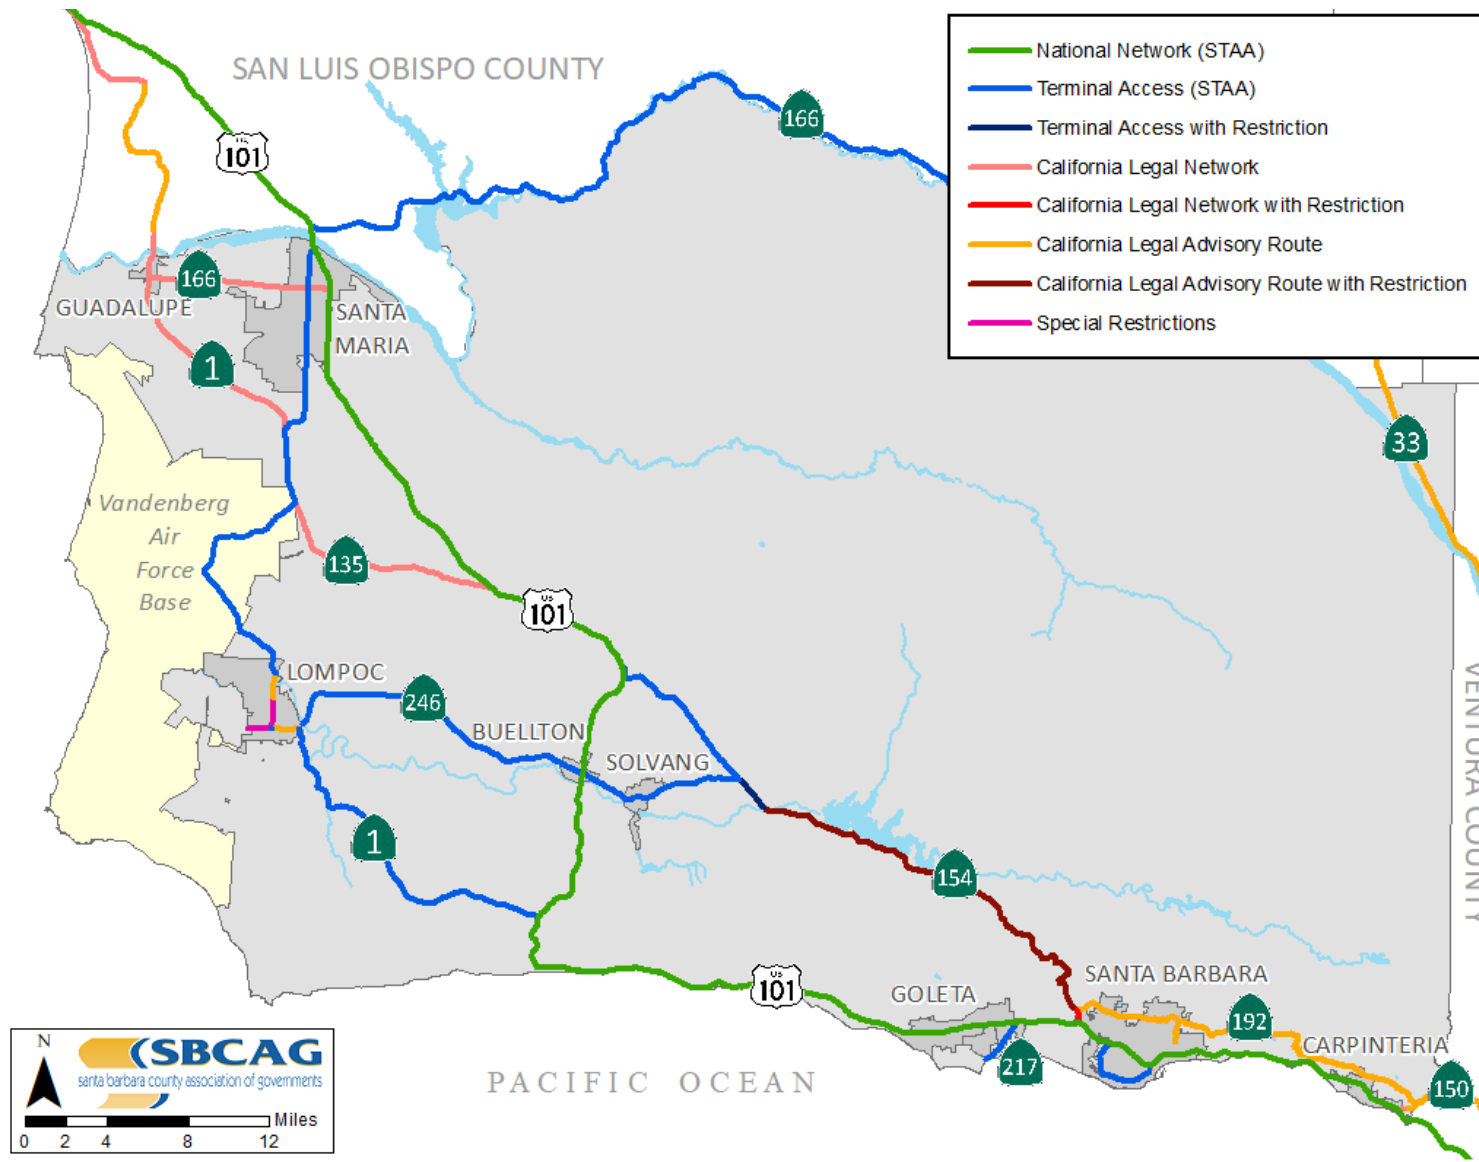 SAN LUIS OBISPO COUNTY
National Network (STAA)
Terminal Access (STAA)
Terminal Access with Restriction
California Legal Network
California Legal Network with Restriction
California Legal Advisory Route
California Legal Advisory Route with Restriction
Special Restrictions
166
US
101
166
GUADALUPE
SANTA
MARIA
1
33
Vandenberg
Air
Force
Base
135
US
101
LOMPOC
246
BUELLTON
SOLVANG
VENTURA COUNTY
1
154
SANTA BARBARA
US
101
GOLETA
192
CARPINTERIA
217
150
PACIFIC OCEAN
N
SBCAG
santa barbara county association of governments
Miles
0 2 4 8 12